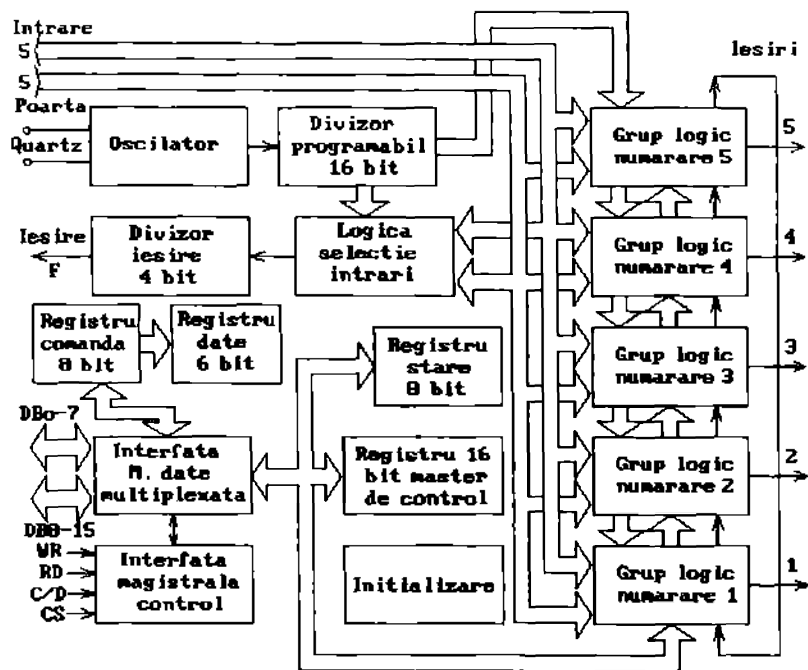 Intrare
5
5
Poarta
Quartz
Oscilator
Divizor
programabil
16 bit
Iesire
F
Divizor
iesire
4 bit
Logica
selectie
intrari
Registru
comanda
8 bit
Registru
date
6 bit
Registru
stare
8 bit
DBo-7
Interfata
M. date
multiplexata
Registru 16
bit master
de control
DB8-15
WR
RD
C/D
CS
Interfata
magistrala
control
Initializare
Iesiri
Grup logic
numarare 5
5
Grup logic
numarare 4
4
Grup logic
numarare 3
3
Grup logic
numarare 2
2
Grup logic
numarare 1
1